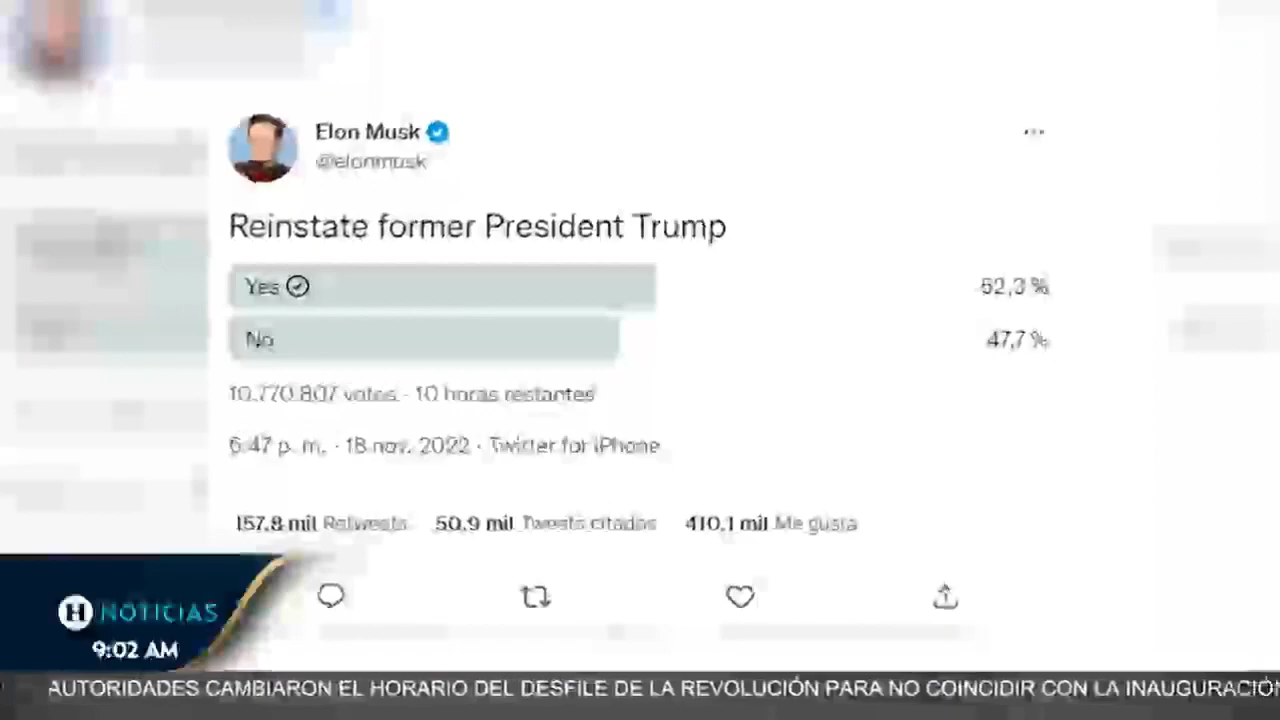 Elon Musk
@elonmusk
Reinstate former President Trump
Yes
52,3 %
No
47,7 %
10.770.807 votos · 10 horas restantes
6:47 p. m. · 18 nov. 2022 · Twitter for iPhone
157,8 mil Retweets 50,9 mil Tweets citados 410,1 mil Me gusta
H NOTICIAS
9:02 AM
AUTORIDADES CAMBIARON EL HORARIO DEL DESFILE DE LA REVOLUCIÓN PARA NO COINCIDIR CON LA INAUGURACIÓN